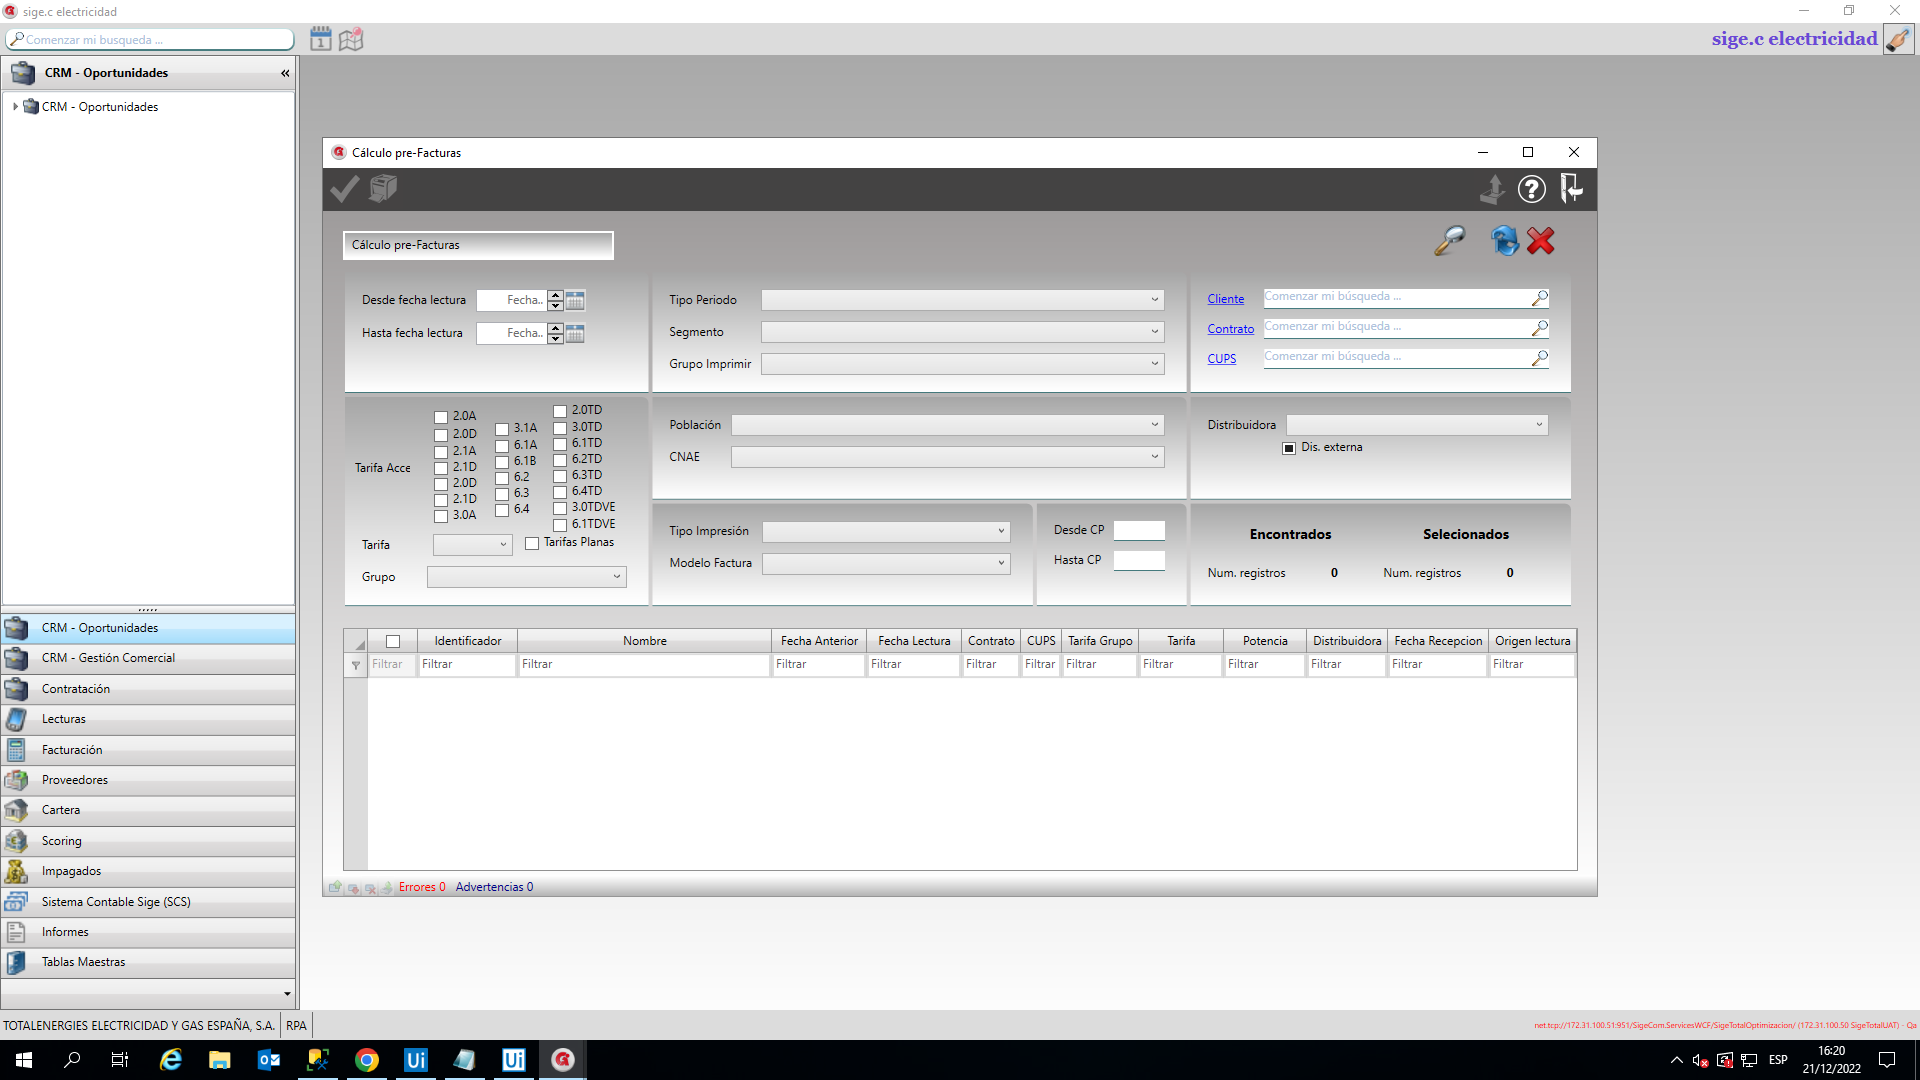 sige.c electricidad
Comenzar mi busqueda ...
1
sige.c electricidad
CRM - Oportunidades
«
CRM - Oportunidades
CRM - Oportunidades
CRM - Gestión Comercial
Contratación
Lecturas
Facturación
Proveedores
Cartera
Scoring
Impagados
Sistema Contable Sige (SCS)
Informes
Tablas Maestras
Cálculo pre-Facturas
Cálculo pre-Facturas
Desde fecha lectura Fecha..
Hasta fecha lectura Fecha..
Tipo Periodo
Segmento
Grupo Imprimir
Cliente Comenzar mi búsqueda ...
Contrato Comenzar mi búsqueda ...
CUPS Comenzar mi búsqueda ...
Tarifa Acce
2.0A
2.0D
2.1A
2.1D
2.0D
2.1D
3.0A
3.1A
6.1A
6.1B
6.2
6.3
6.4
2.0TD
3.0TD
6.1TD
6.2TD
6.3TD
6.4TD
3.0TDVE
6.1TDVE
Tarifa
Tarifas Planas
Grupo
Población
CNAE
Distribuidora
Dis. externa
Tipo Impresión
Modelo Factura
Desde CP
Hasta CP
Encontrados Selecionados
Num. registros 0 Num. registros 0
Identificador Nombre Fecha Anterior Fecha Lectura Contrato CUPS Tarifa Grupo Tarifa Potencia Distribuidora Fecha Recepcion Origen lectura
Filtrar Filtrar Filtrar Filtrar Filtrar Filtrar Filtrar Filtrar Filtrar Filtrar Filtrar Filtrar Filtrar
Errores 0 Advertencias 0
TOTALENERGIES ELECTRICIDAD Y GAS ESPAÑA, S.A. RPA
net.tcp://172.31.100.51:951/SigeCom.ServicesWCF/SigeTotalOptimizacion/ (172.31.100.50 SigeTotalUAT) - Qa
Ui
Ui
ESP
16:20
21/12/2022